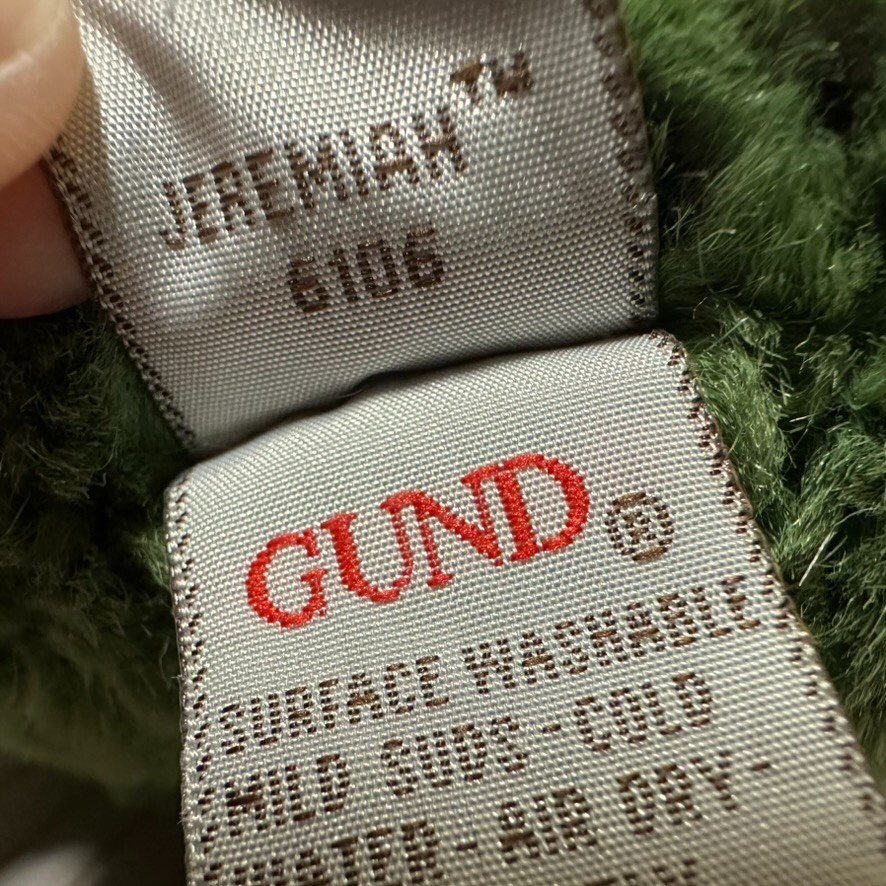 JEREMIAH™
6106
GUND®
SURFACE WASHABLE
MILD SUDS-COLD
WATER-AIR DRY-